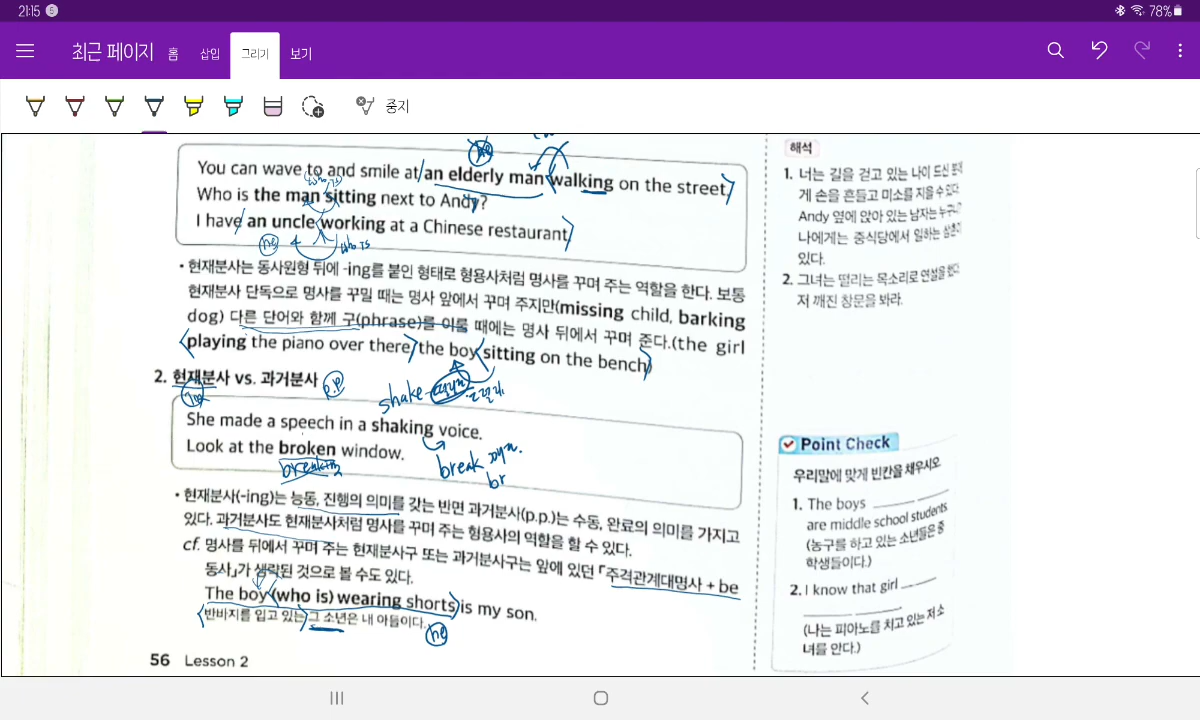 21:15 S 78%
최근 페이지 홈 삽입 그리기 보기
중지
You can wave to and smile at an elderly man walking on the street.
Who is the man sitting next to Andy?
I have an uncle working at a Chinese restaurant.
he who is
• 현재분사는 동사원형 뒤에 -ing를 붙인 형태로 형용사처럼 명사를 꾸며 주는 역할을 한다. 보통
현재분사 단독으로 명사를 꾸밀 때는 명사 앞에서 꾸며 주지만(missing child, barking
dog) 다른 단어와 함께 구(phrase)를 이룰 때에는 명사 뒤에서 꾸며 준다.(the girl
playing the piano over there, the boy sitting on the bench)
2. 현재분사 vs. 과거분사 p.p
ing shake
She made a speech in a shaking voice.
Look at the broken window.
breaking break
br
• 현재분사(-ing)는 능동, 진행의 의미를 갖는 반면 과거분사(p.p.)는 수동, 완료의 의미를 가지고
있다. 과거분사도 현재분사처럼 명사를 꾸며 주는 형용사의 역할을 할 수 있다.
cf. 명사를 뒤에서 꾸며 주는 현재분사구 또는 과거분사구는 앞에 있던 「주격관계대명사 + be
동사」가 생략된 것으로 볼 수도 있다.
The boy (who is) wearing shorts is my son.
반바지를 입고 있는 그 소년은 내 아들이다.
he
56 Lesson 2
해석
1. 너는 길을 걷고 있는 나이 드신
게 손을 흔들고 미소를 지을 수 있다.
Andy 옆에 앉아 있는 남자는
나에게는 중식당에서 일하는
있다.
2. 그녀는 떨리는 목소리로 연설을 했다.
저 깨진 창문을 봐라.
Point Check
우리말에 맞게 빈칸을 채우시오
1. The boys ______ ______
are middle school students
(농구를 하고 있는 소년들은 중
학생들이다.)
2. I know that girl ______
______ ______
(나는 피아노를 치고 있는 저 소
녀를 안다.)